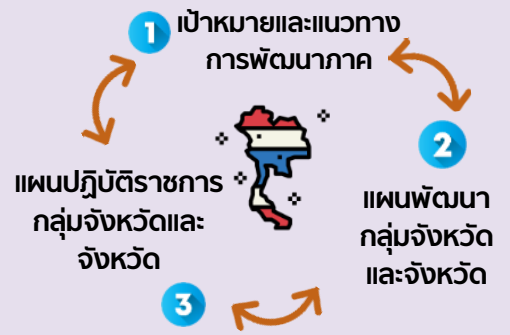 1
เป้าหมายและแนวทาง
การพัฒนาภาค
2
แผนพัฒนา
กลุ่มจังหวัด
และจังหวัด
3
แผนปฏิบัติราชการ
กลุ่มจังหวัดและ
จังหวัด